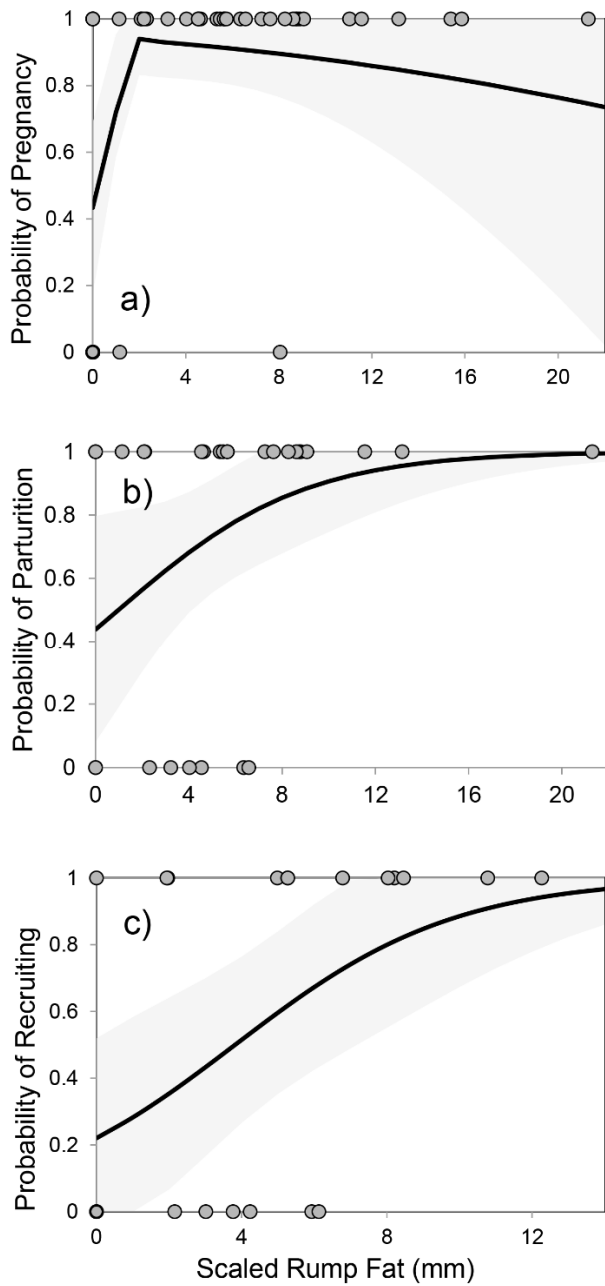 Probability of Pregnancy
1
0.8
0.6
0.4
0.2
0
a)
0 4 8 12 16 20
Probability of Parturition
1
0.8
0.6
0.4
0.2
0
b)
0 4 8 12 16 20
Probability of Recruiting
1
0.8
0.6
0.4
0.2
0
c)
0 4 8 12
Scaled Rump Fat (mm)